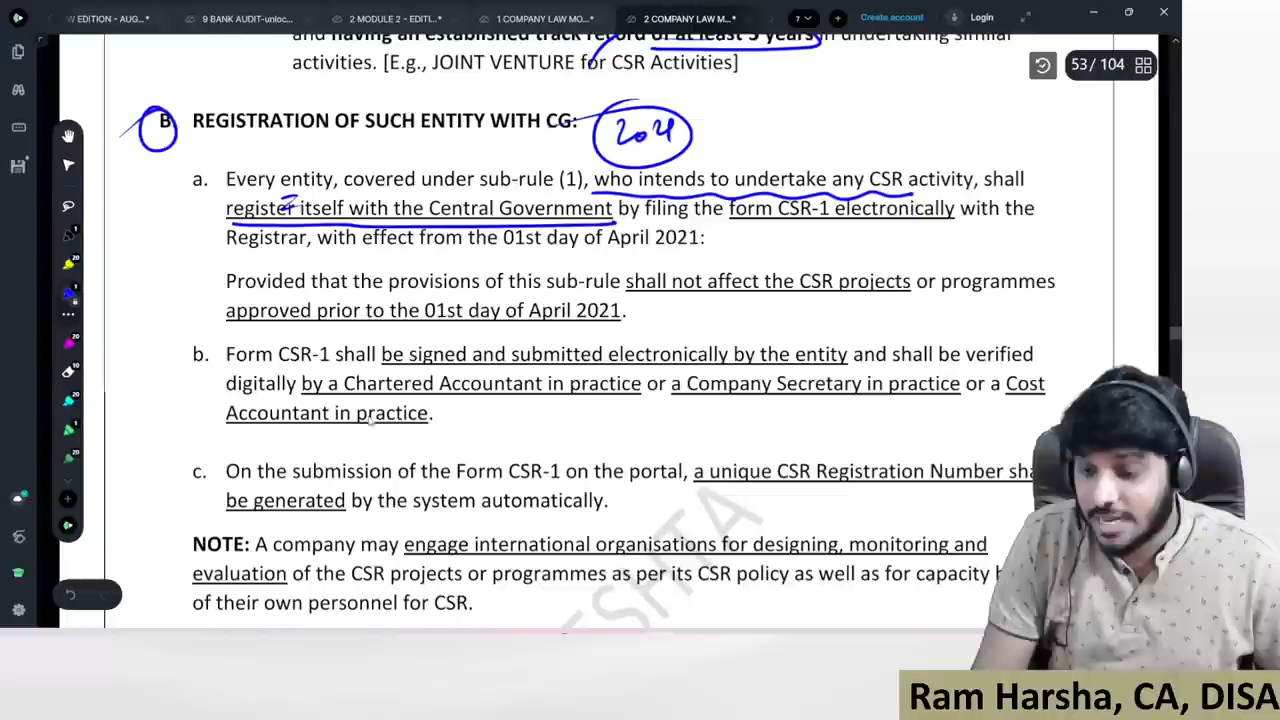 W EDITION - AUG...*
9 BANK AUDIT-unloc...
2 MODULE 2 - EDITI...*
1 COMPANY LAW MO...*
2 COMPANY LAW M...*
7
Create account
Login
and having an established track record of at least 3 years in undertaking similar
activities. [E.g., JOINT VENTURE for CSR Activities]
53 / 104
B REGISTRATION OF SUCH ENTITY WITH CG:
2021
a. Every entity, covered under sub-rule (1), who intends to undertake any CSR activity, shall
register itself with the Central Government by filing the form CSR-1 electronically with the
Registrar, with effect from the 01st day of April 2021:
Provided that the provisions of this sub-rule shall not affect the CSR projects or programmes
approved prior to the 01st day of April 2021.
b. Form CSR-1 shall be signed and submitted electronically by the entity and shall be verified
digitally by a Chartered Accountant in practice or a Company Secretary in practice or a Cost
Accountant in practice.
c. On the submission of the Form CSR-1 on the portal, a unique CSR Registration Number sha
be generated by the system automatically.
NOTE: A company may engage international organisations for designing, monitoring and
evaluation of the CSR projects or programmes as per its CSR policy as well as for capacity
of their own personnel for CSR.
ESHTA
Ram Harsha, CA, DISA